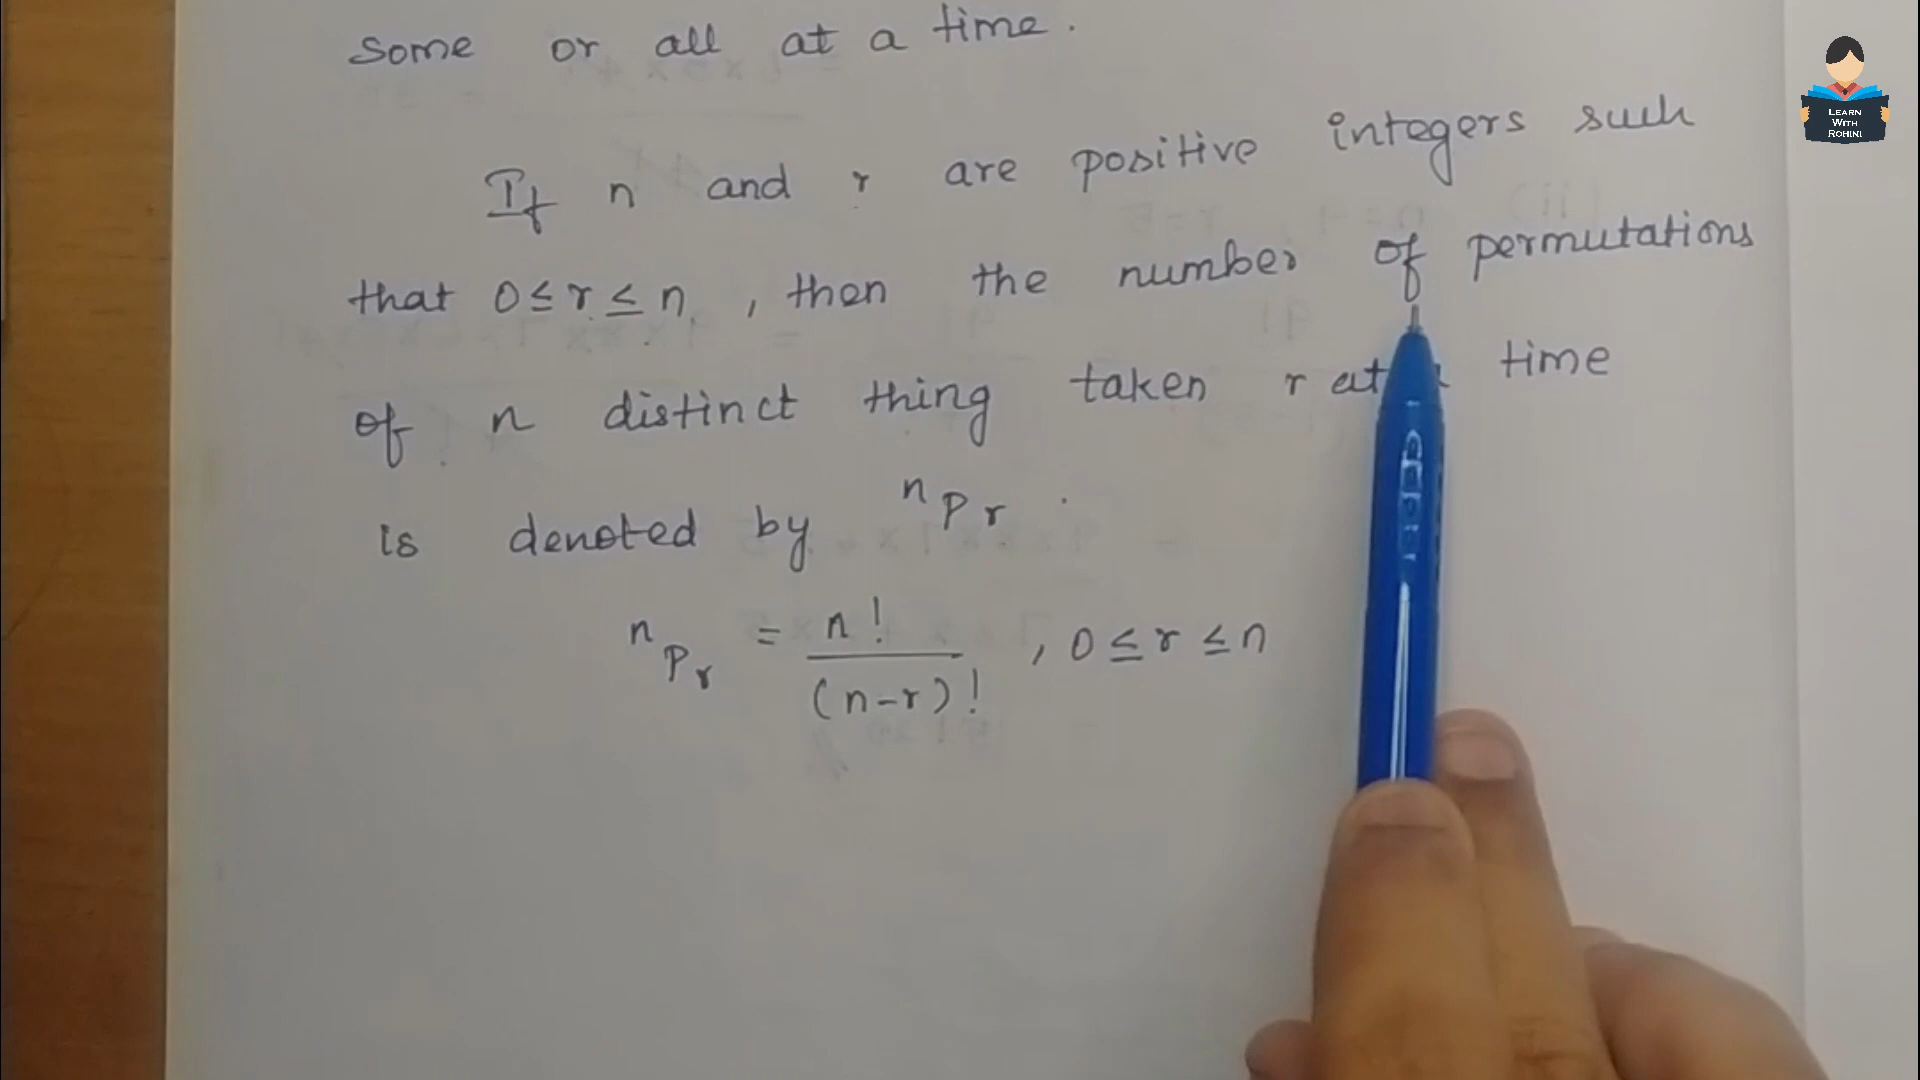 some or all at a time.
If n and r are positive integers such
that 0 ≤ r ≤ n, then the number of permutations
of n distinct thing taken r at a time
is denoted by ⁿPᵣ.
ⁿPᵣ = n! / (n-r)! , 0 ≤ r ≤ n
LEARN
WITH
ROHINI